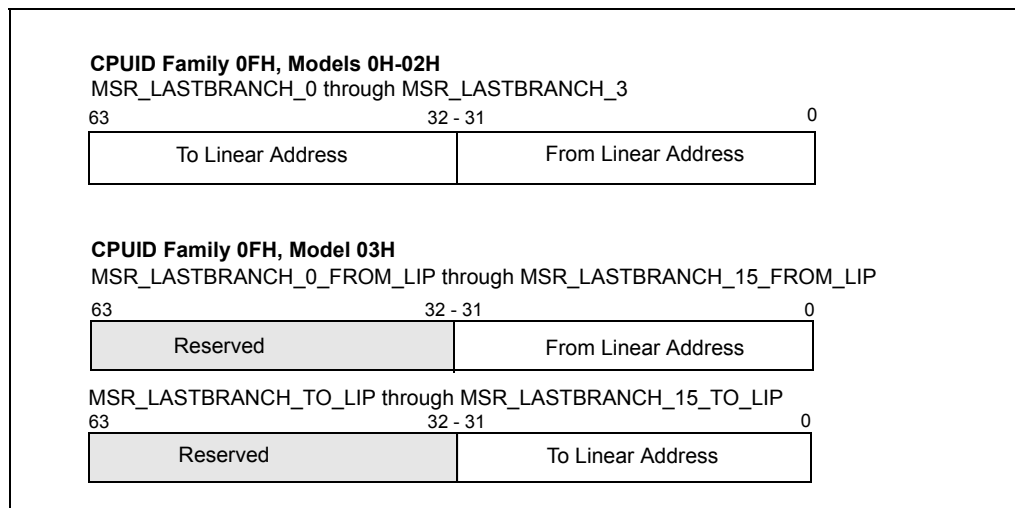 CPUID Family 0FH, Models 0H-02H
MSR_LASTBRANCH_0 through MSR_LASTBRANCH_3
63 32 - 31 0
To Linear Address From Linear Address
CPUID Family 0FH, Model 03H
MSR_LASTBRANCH_0_FROM_LIP through MSR_LASTBRANCH_15_FROM_LIP
63 32 - 31 0
Reserved From Linear Address
MSR_LASTBRANCH_TO_LIP through MSR_LASTBRANCH_15_TO_LIP
63 32 - 31 0
Reserved To Linear Address